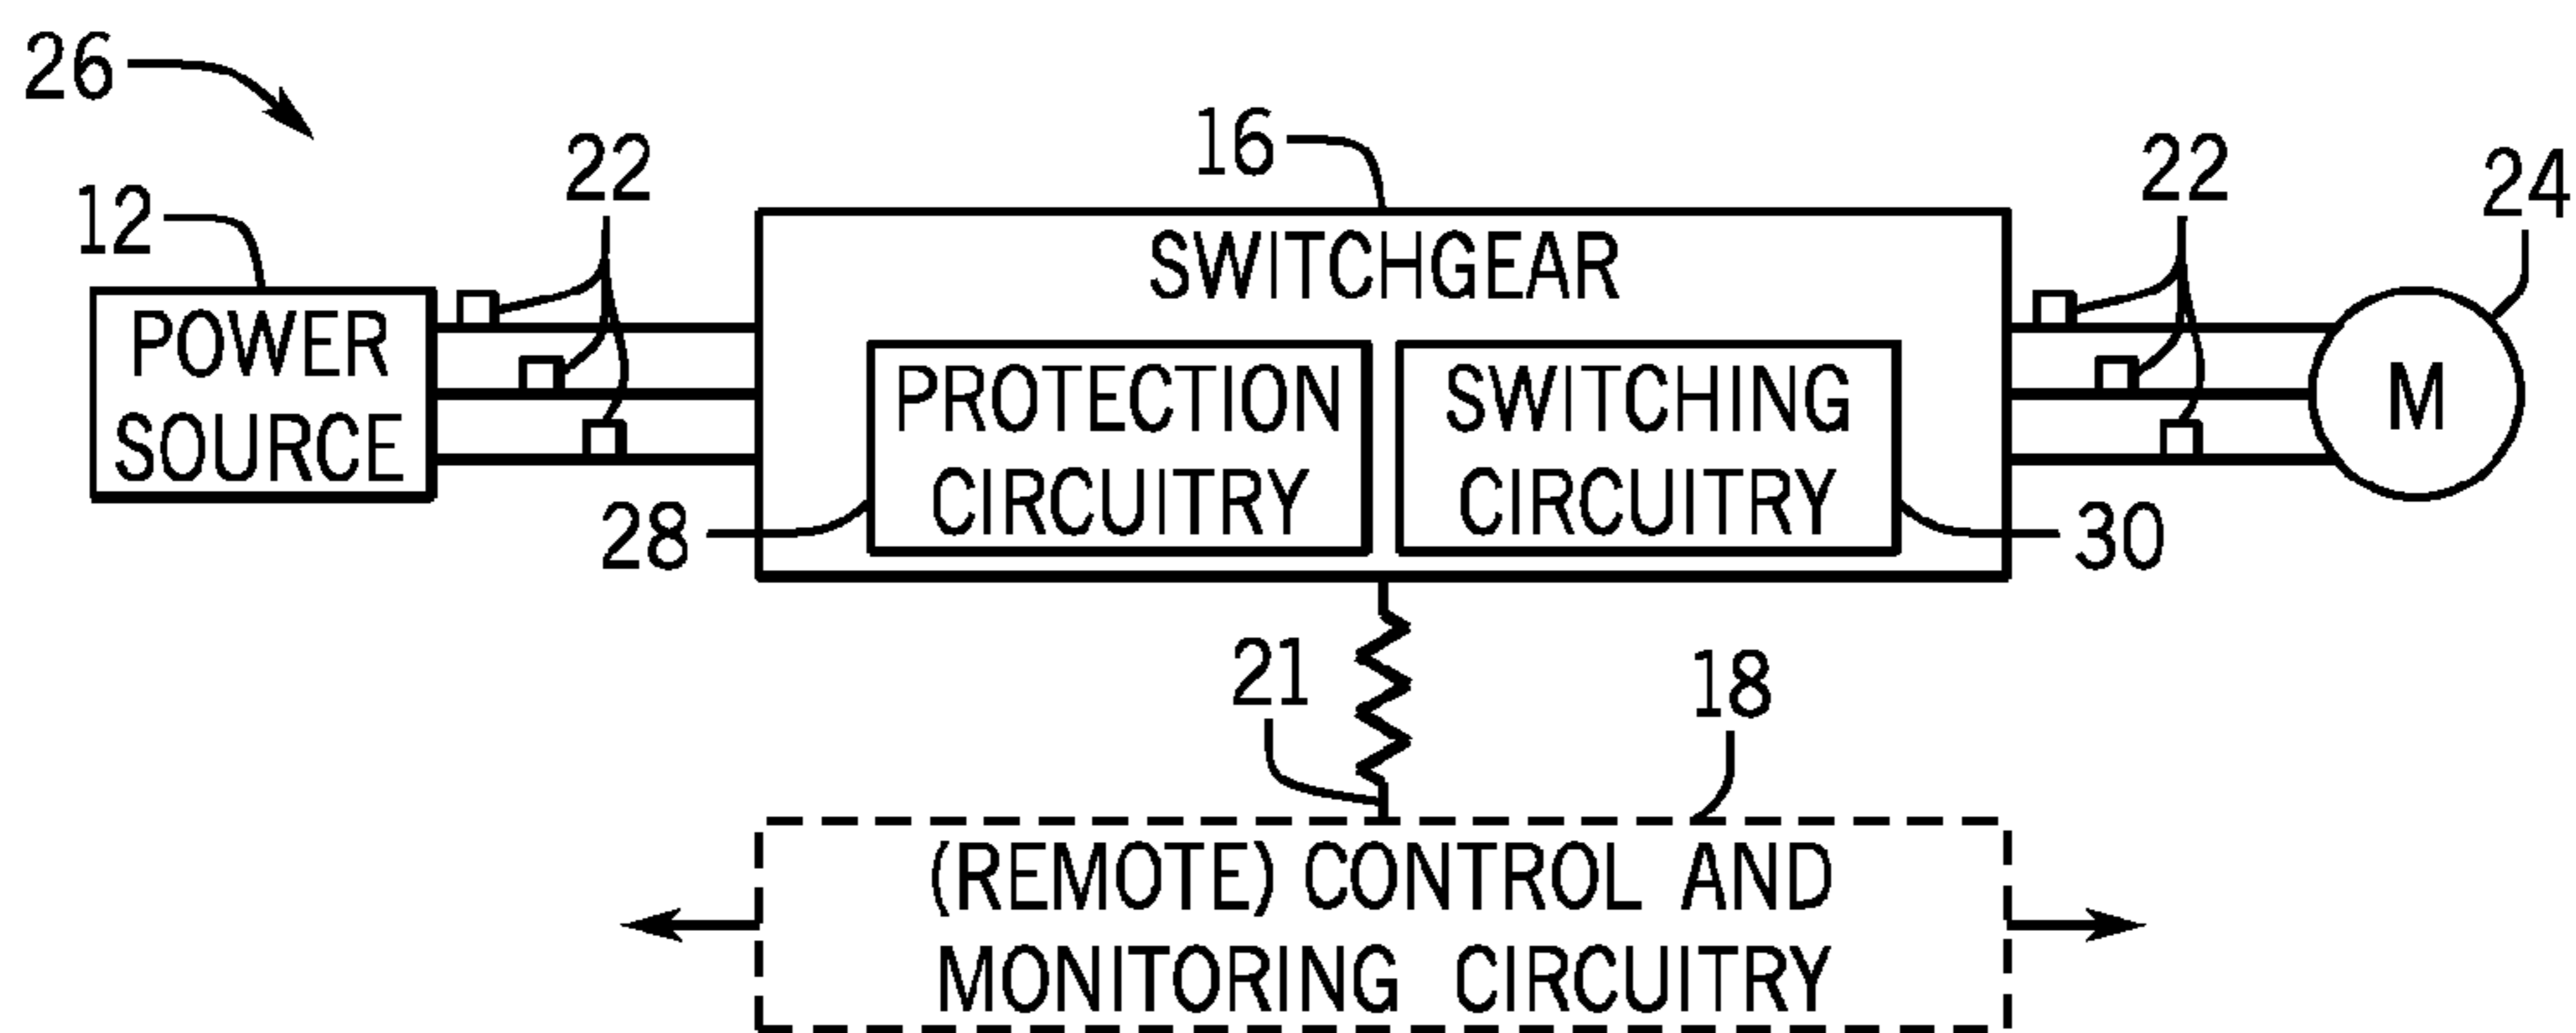 26
12
22
16
22
24
SWITCHGEAR
POWER
SOURCE
PROTECTION
CIRCUITRY
SWITCHING
CIRCUITRY
M
28
30
21
18
(REMOTE) CONTROL AND
MONITORING CIRCUITRY